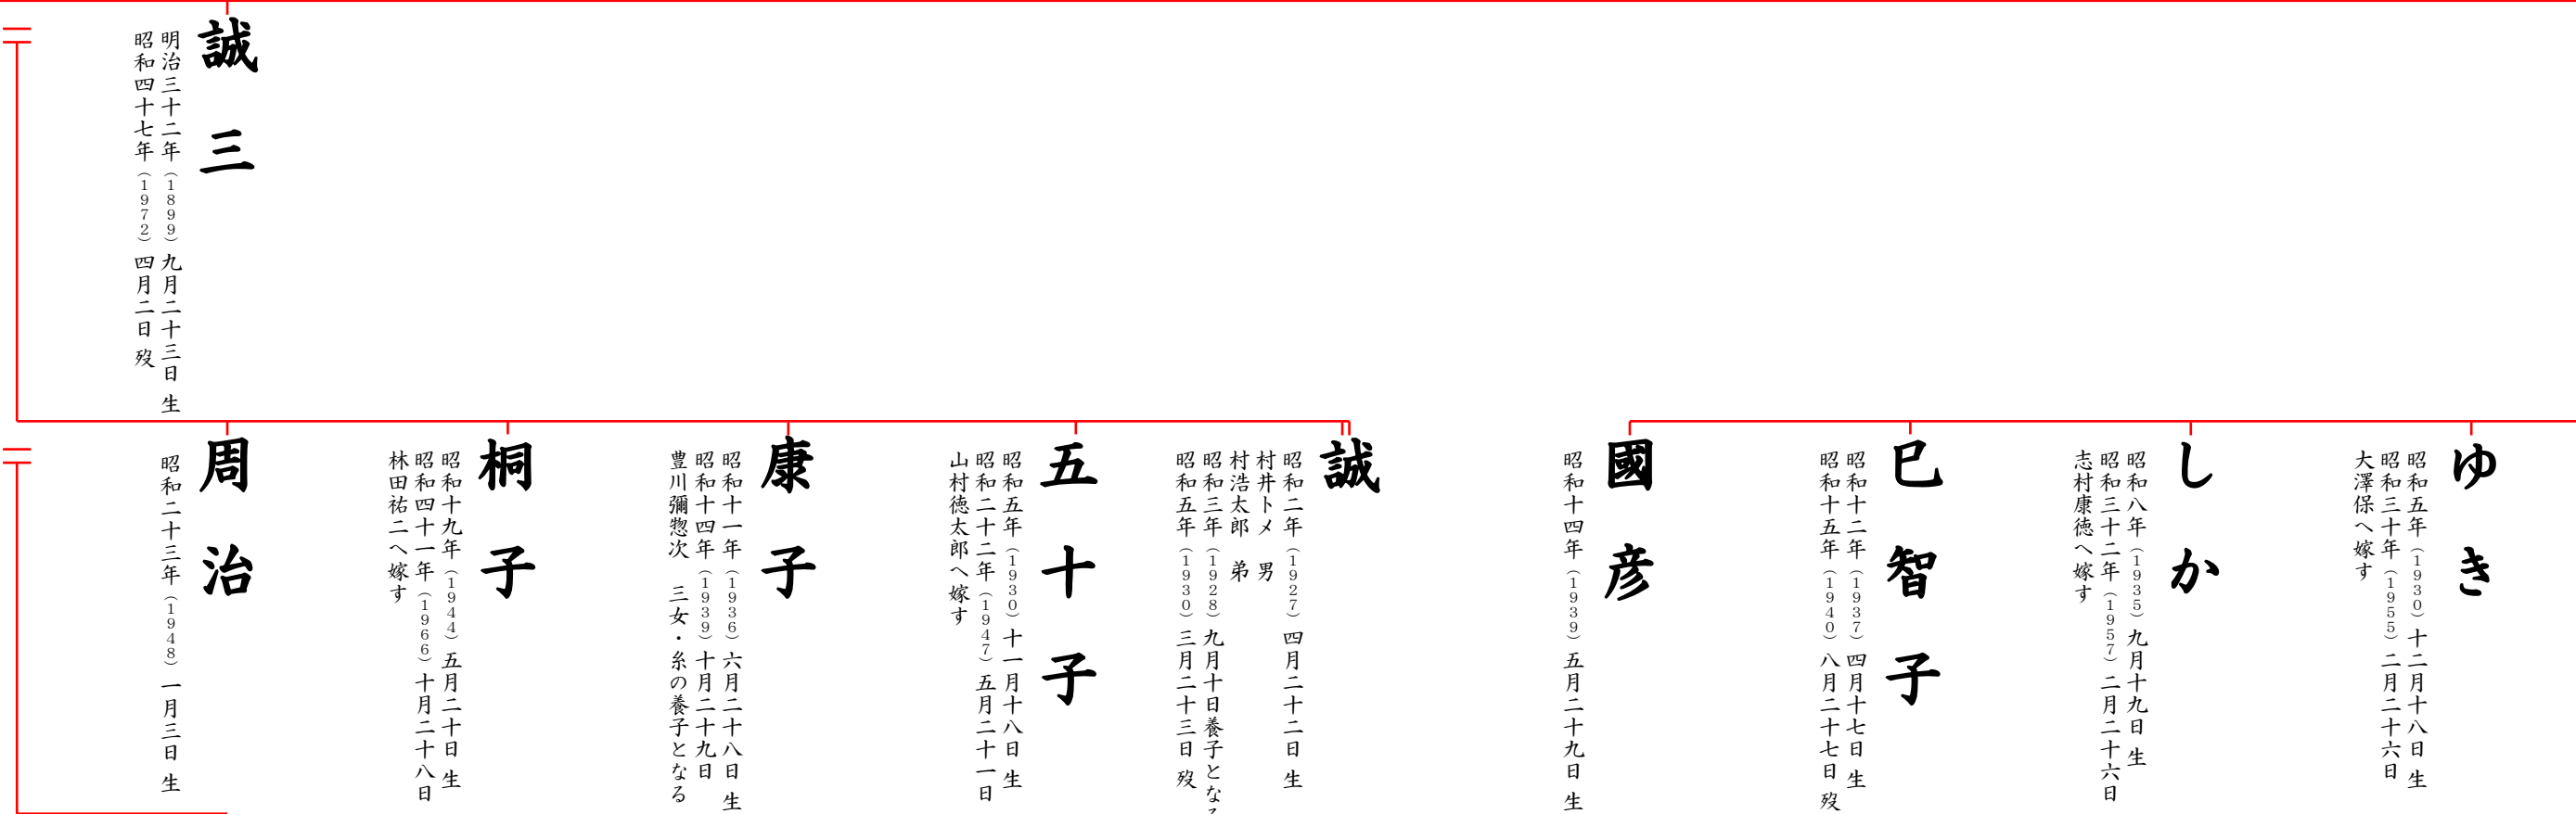 誠三
明治三十二年（1899）九月二十三日 生
昭和四十七年（1972）四月二日 歿
ゆき
昭和五年（1930）十二月十八日 生
昭和三十年（1955）二月二十六日
大澤保へ嫁す
しか
昭和八年（1935）九月十九日 生
昭和三十二年（1957）二月二十六日
志村康徳へ嫁す
巳智子
昭和十二年（1937）四月十七日 生
昭和十五年（1940）八月二十七日 歿
國彦
昭和十四年（1939）五月二十九日 生
誠
昭和二年（1927）四月二十二日 生
村井トメ　男
村浩太郎　弟
昭和三年（1928）九月十日養子となる
昭和五年（1930）三月二十三日 歿
五十子
昭和五年（1930）十一月十八日 生
昭和二十二年（1947）五月二十一日
山村徳太郎へ嫁す
康子
昭和十一年（1936）六月二十八日 生
昭和十四年（1939）十月二十九日
豊川彌惣次　三女・糸の養子となる
桐子
昭和十九年（1944）五月二十日 生
昭和四十一年（1966）十月二十八日
林田祐二へ嫁す
周治
昭和二十三年（1948）一月三日 生